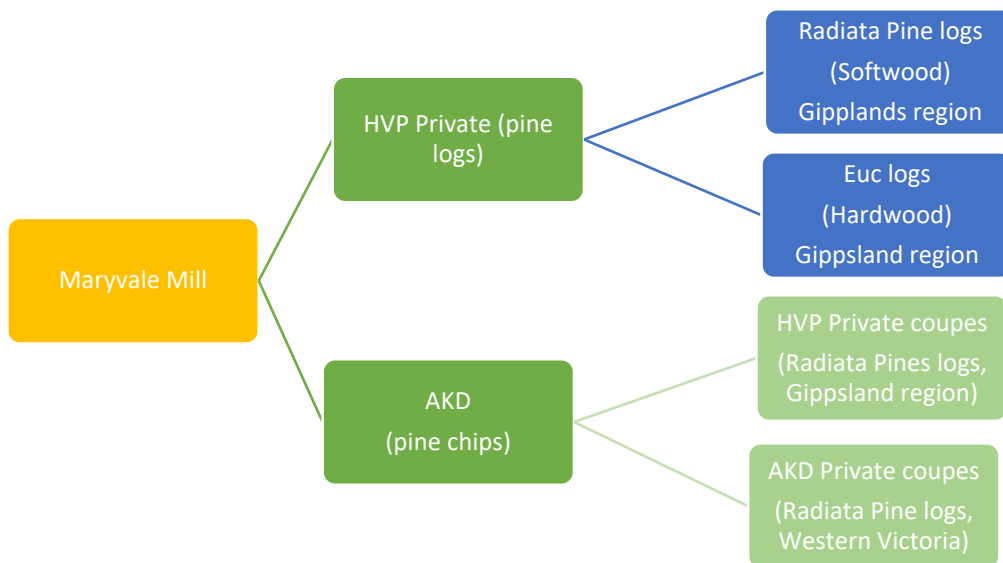 Maryvale Mill
HVP Private (pine
logs)
AKD
(pine chips)
Radiata Pine logs
(Softwood)
Gipplands region
Euc logs
(Hardwood)
Gippsland region
HVP Private coupes
(Radiata Pines logs,
Gippsland region)
AKD Private coupes
(Radiata Pine logs,
Western Victoria)